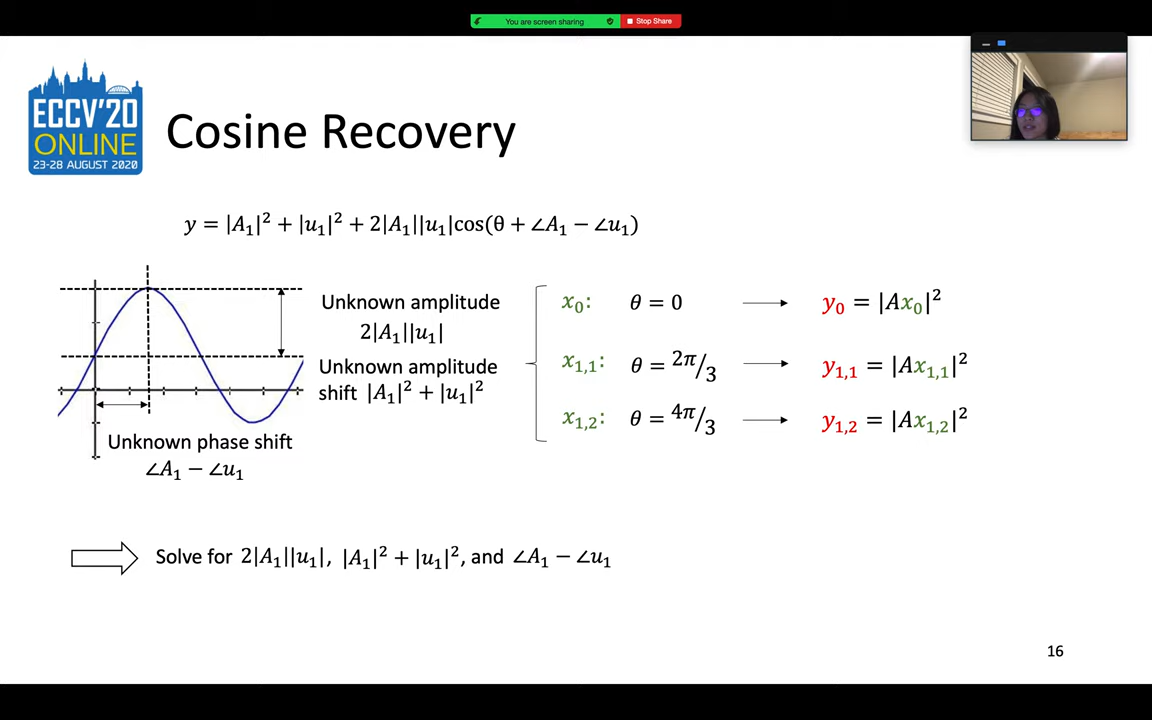 You are screen sharing
Stop Share
ECCV'20
ONLINE
23-28 AUGUST 2020
Cosine Recovery
y = |A₁|² + |u₁|² + 2|A₁||u₁|cos(θ + ∠A₁ − ∠u₁)
Unknown amplitude
2|A₁||u₁|
Unknown amplitude
shift |A₁|² + |u₁|²
Unknown phase shift
∠A₁ − ∠u₁
x₀: θ = 0 y₀ = |Ax₀|²
x₁,₁: θ = 2π/3 y₁,₁ = |Ax₁,₁|²
x₁,₂: θ = 4π/3 y₁,₂ = |Ax₁,₂|²
Solve for 2|A₁||u₁|, |A₁|² + |u₁|², and ∠A₁ − ∠u₁
16